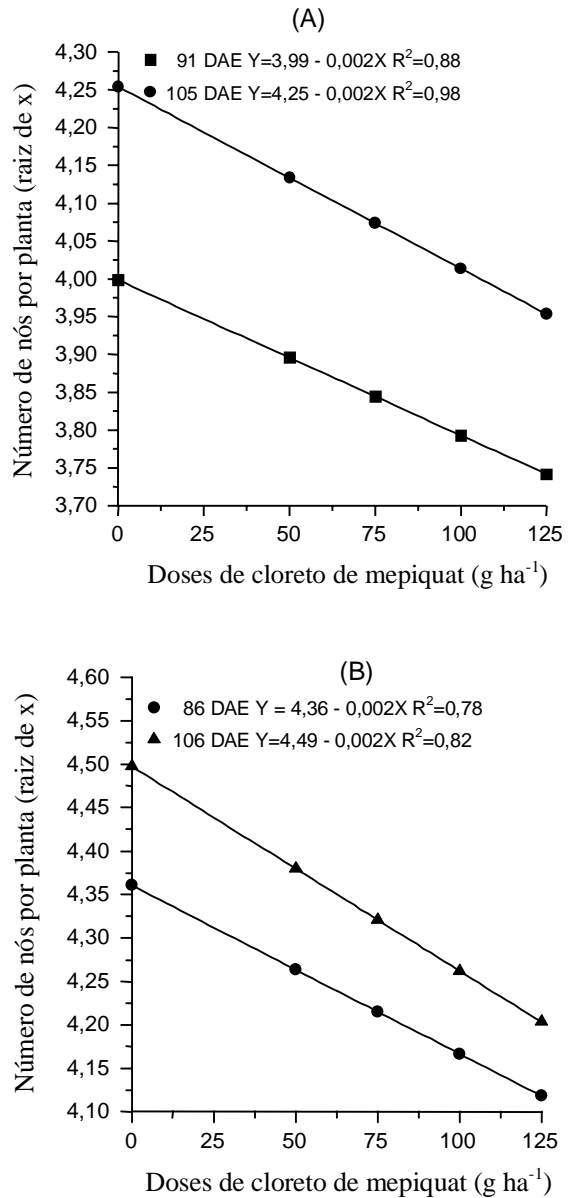 (A)
91 DAE Y=3,99 - 0,002X R²=0,88
105 DAE Y=4,25 - 0,002X R²=0,98
Número de nós por planta (raiz de x)
4,30
4,25
4,20
4,15
4,10
4,05
4,00
3,95
3,90
3,85
3,80
3,75
3,70
0 25 50 75 100 125
Doses de cloreto de mepiquat (g ha⁻¹)
(B)
86 DAE Y = 4,36 - 0,002X R²=0,78
106 DAE Y=4,49 - 0,002X R²=0,82
Número de nós por planta (raiz de x)
4,60
4,55
4,50
4,45
4,40
4,35
4,30
4,25
4,20
4,15
4,10
0 25 50 75 100 125
Doses de cloreto de mepiquat (g ha⁻¹)